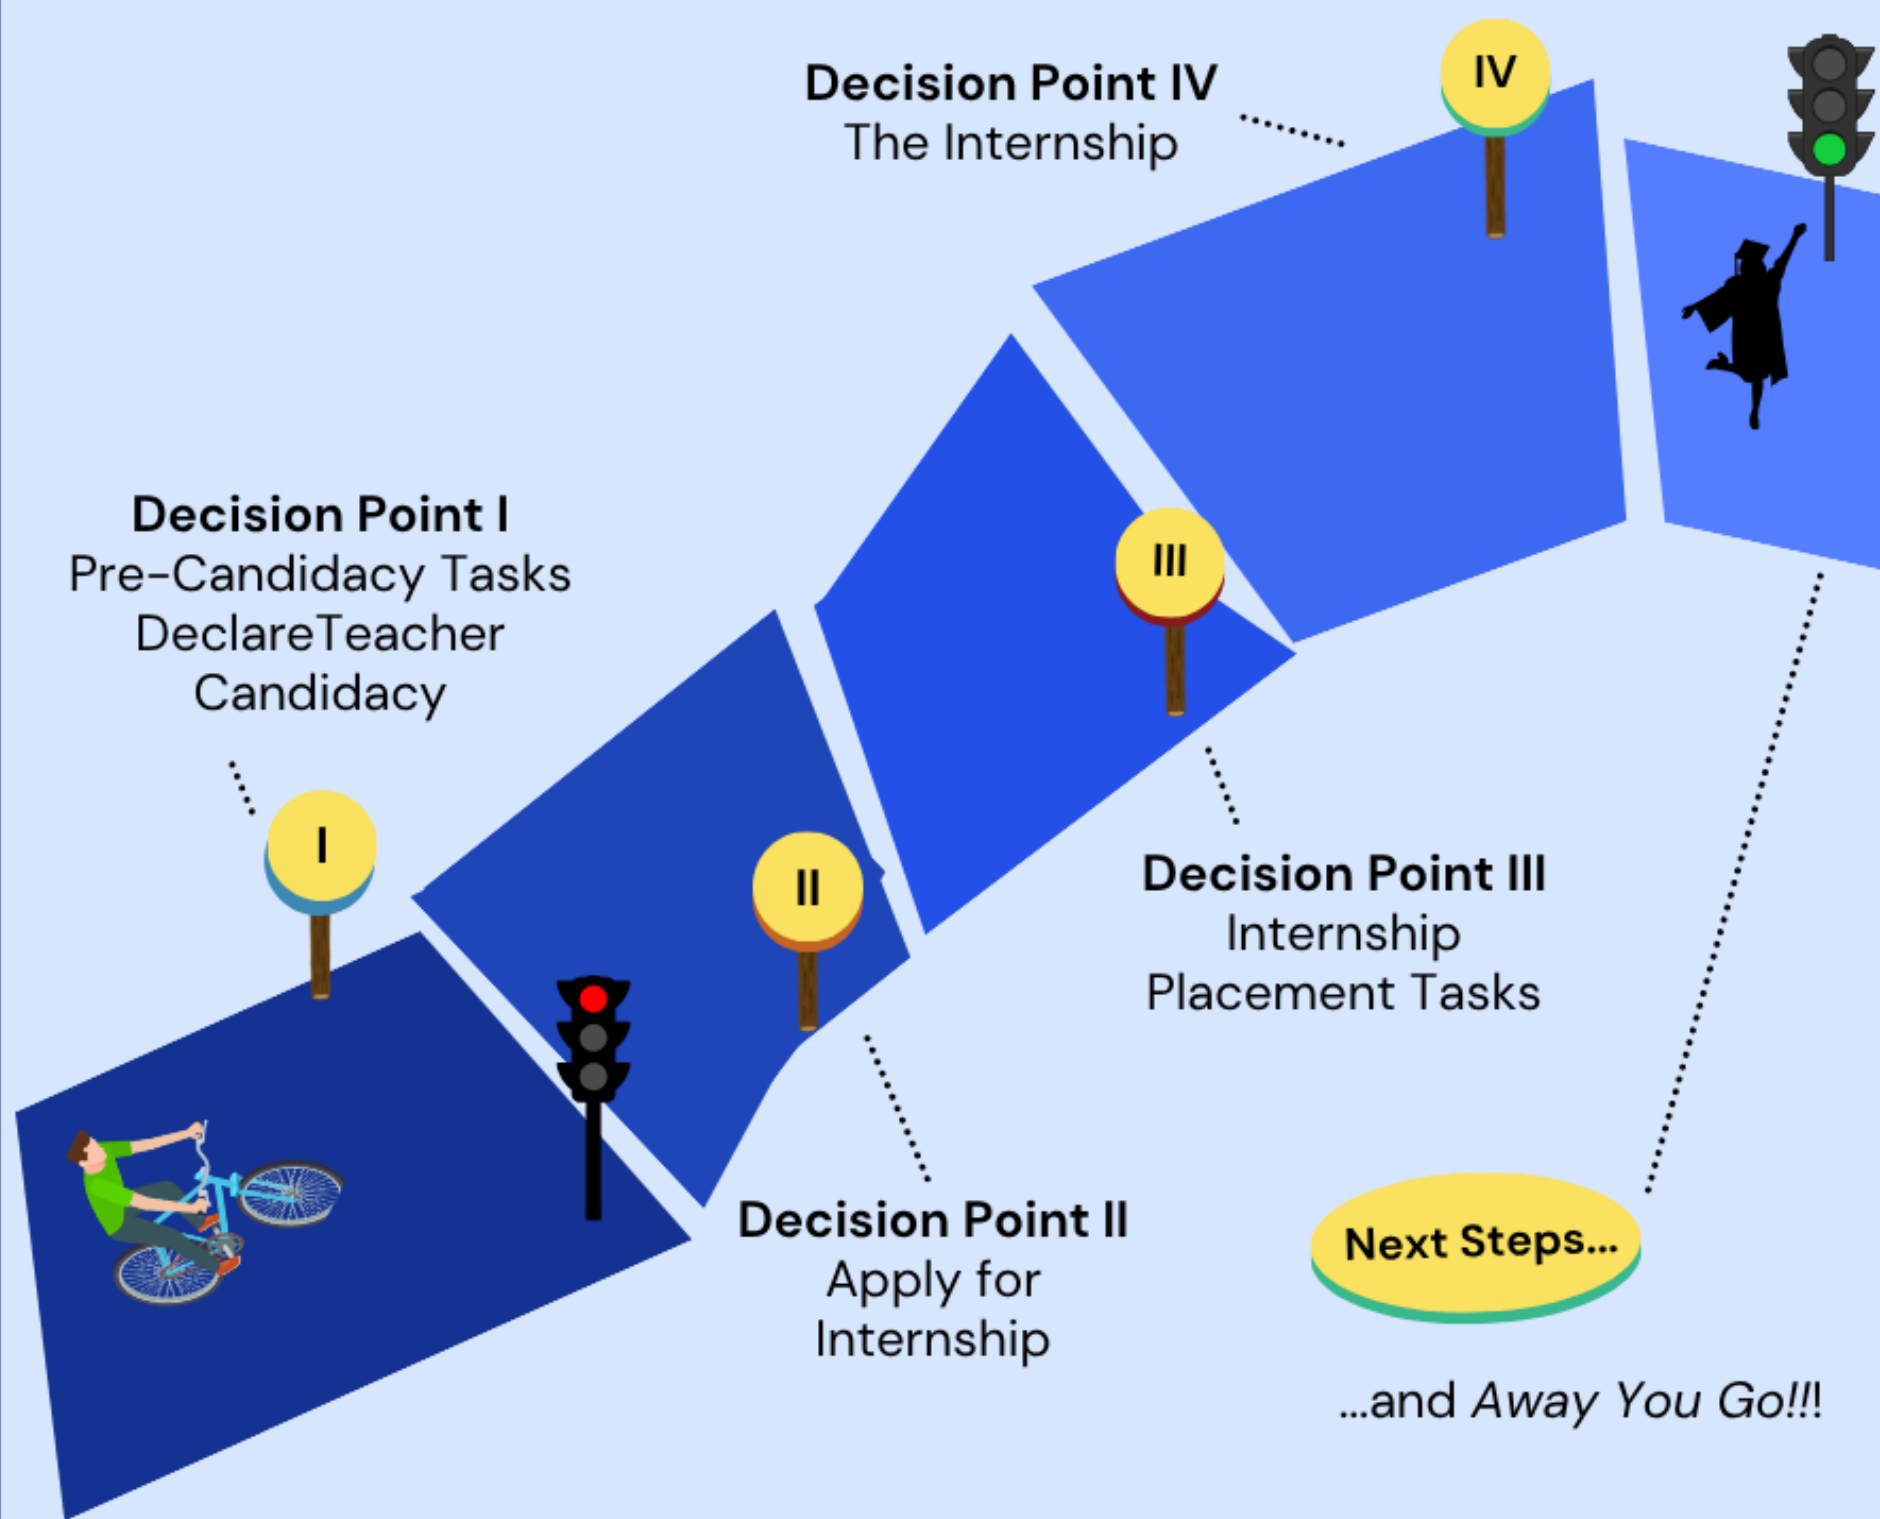 Decision Point IV
The Internship
IV
Decision Point I
Pre-Candidacy Tasks
DeclareTeacher
Candidacy
I
III
II
Decision Point III
Internship
Placement Tasks
Decision Point II
Apply for
Internship
Next Steps...
...and Away You Go!!!